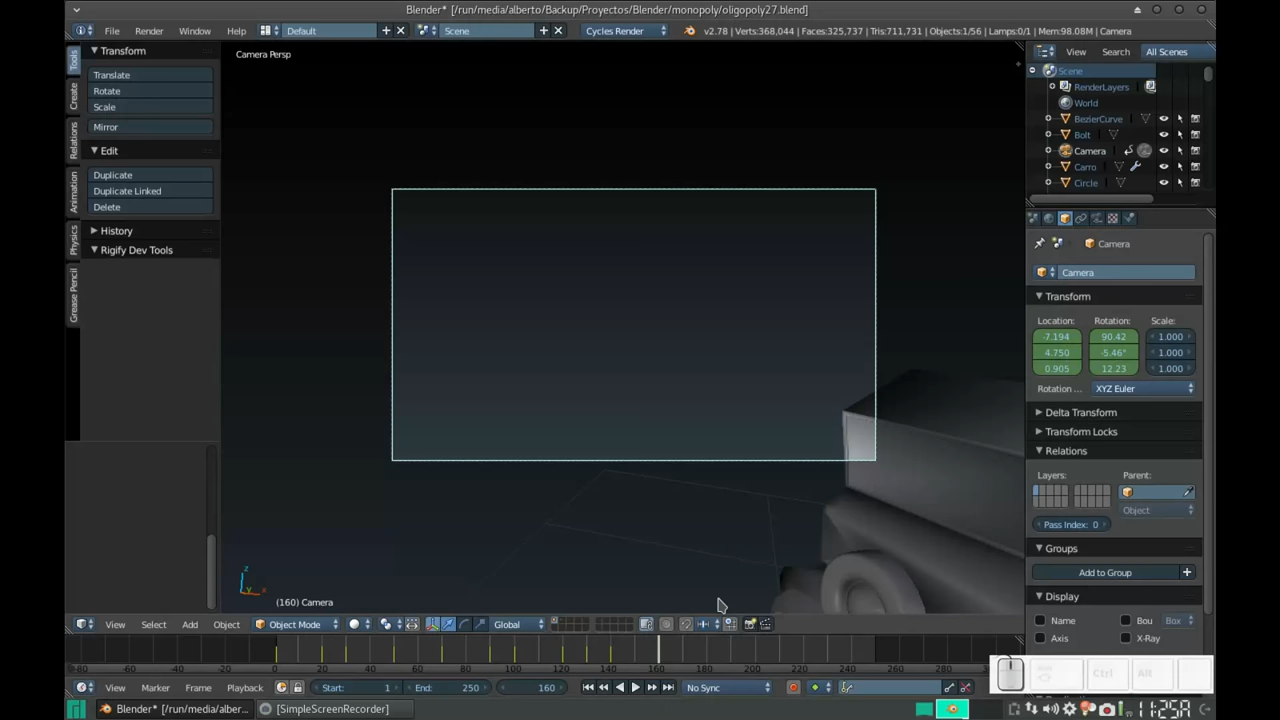 Blender* [/run/media/alberto/Backup/Proyectos/Blender/monopoly/oligopoly27.blend]
File Render Window Help Default Scene Cycles Render v2.78 | Verts:368,044 | Faces:325,737 | Tris:711,731 | Objects:1/56 | Lamps:0/1 | Mem:98.08M | Camera
Tools
Create
Relations
Animation
Physics
Grease Pencil
Transform
Translate
Rotate
Scale
Mirror
Edit
Duplicate
Duplicate Linked
Delete
History
Rigify Dev Tools
Camera Persp
z
x
y
(160) Camera
View Search All Scenes
Scene
RenderLayers
World
BezierCurve
Bolt
Camera
Carro
Circle
Camera
Camera
Transform
Location: Rotation: Scale:
-7.194 90.42 1.000
4.750 -5.46° 1.000
0.905 12.23 1.000
Rotation ... XYZ Euler
Delta Transform
Transform Locks
Relations
Layers: Parent:
Object
Pass Index: 0
Groups
Add to Group
Display
Name Bou Box
Axis X-Ray
View Select Add Object Object Mode Global
-80 -60 -40 -20 0 20 40 60 80 100 120 140 160 180 200 220 240 260 280
View Marker Frame Playback Start: 1 End: 250 160 No Sync
Ctrl Alt
Blender* [/run/media/alber... [SimpleScreenRecorder]